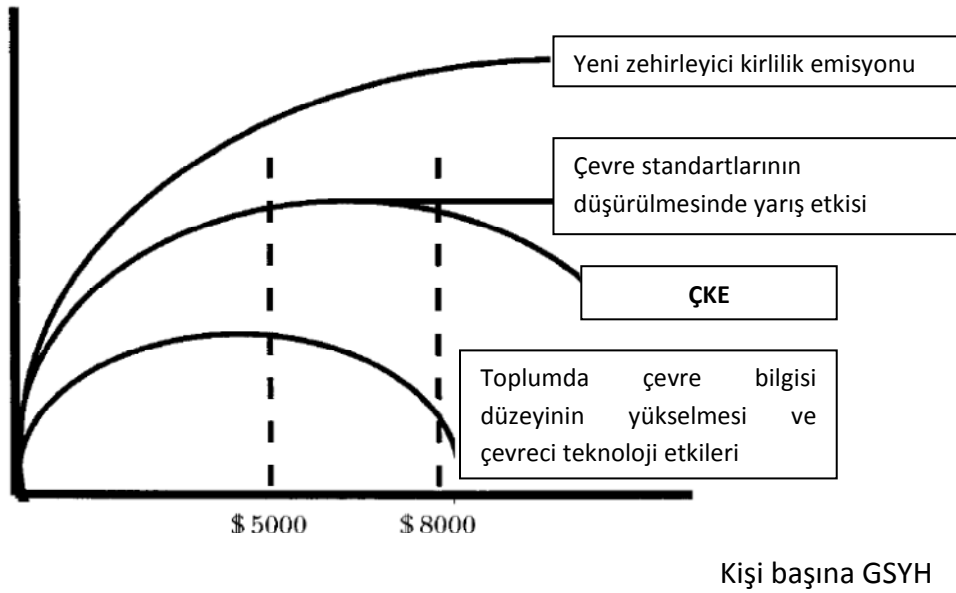 Yeni zehirleyici kirlilik emisyonu
Çevre standartlarının
düşürülmesinde yarış etkisi
ÇKE
Toplumda çevre bilgisi
düzeyinin yükselmesi ve
çevreci teknoloji etkileri
$ 5000 $ 8000
Kişi başına GSYH